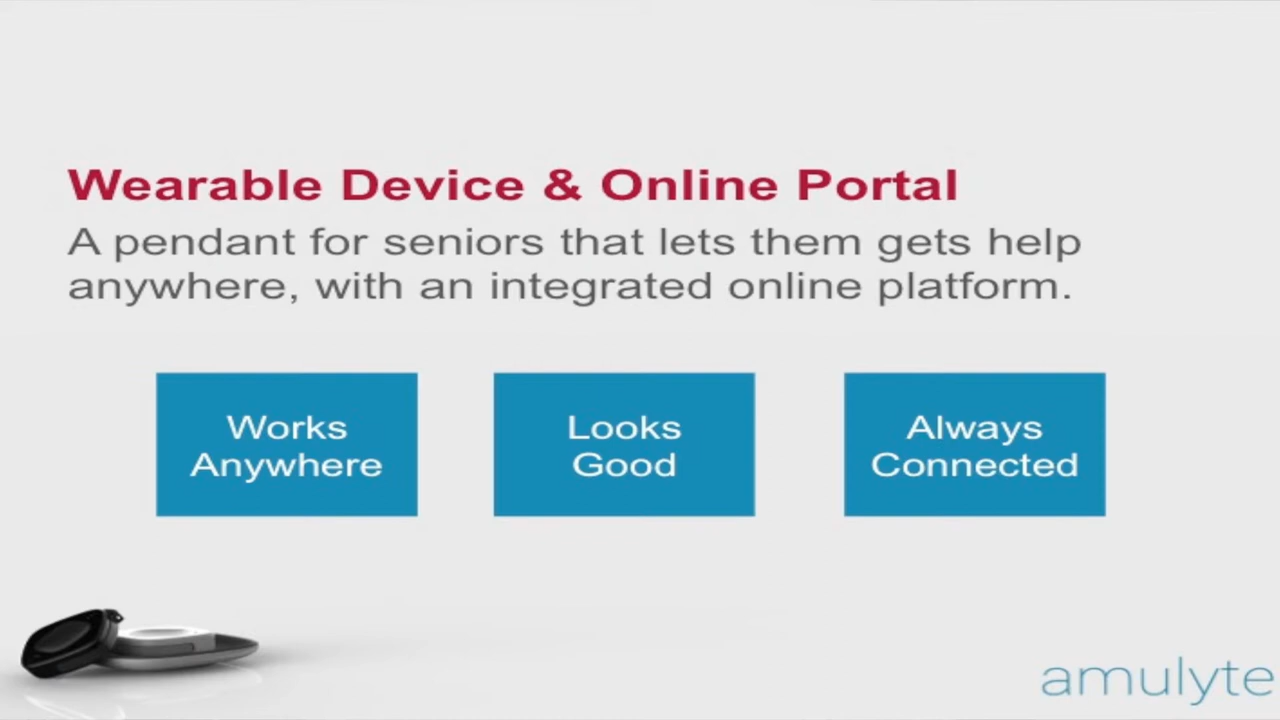 Wearable Device & Online Portal
A pendant for seniors that lets them gets help
anywhere, with an integrated online platform.
Works
Anywhere
Looks
Good
Always
Connected
amulyte